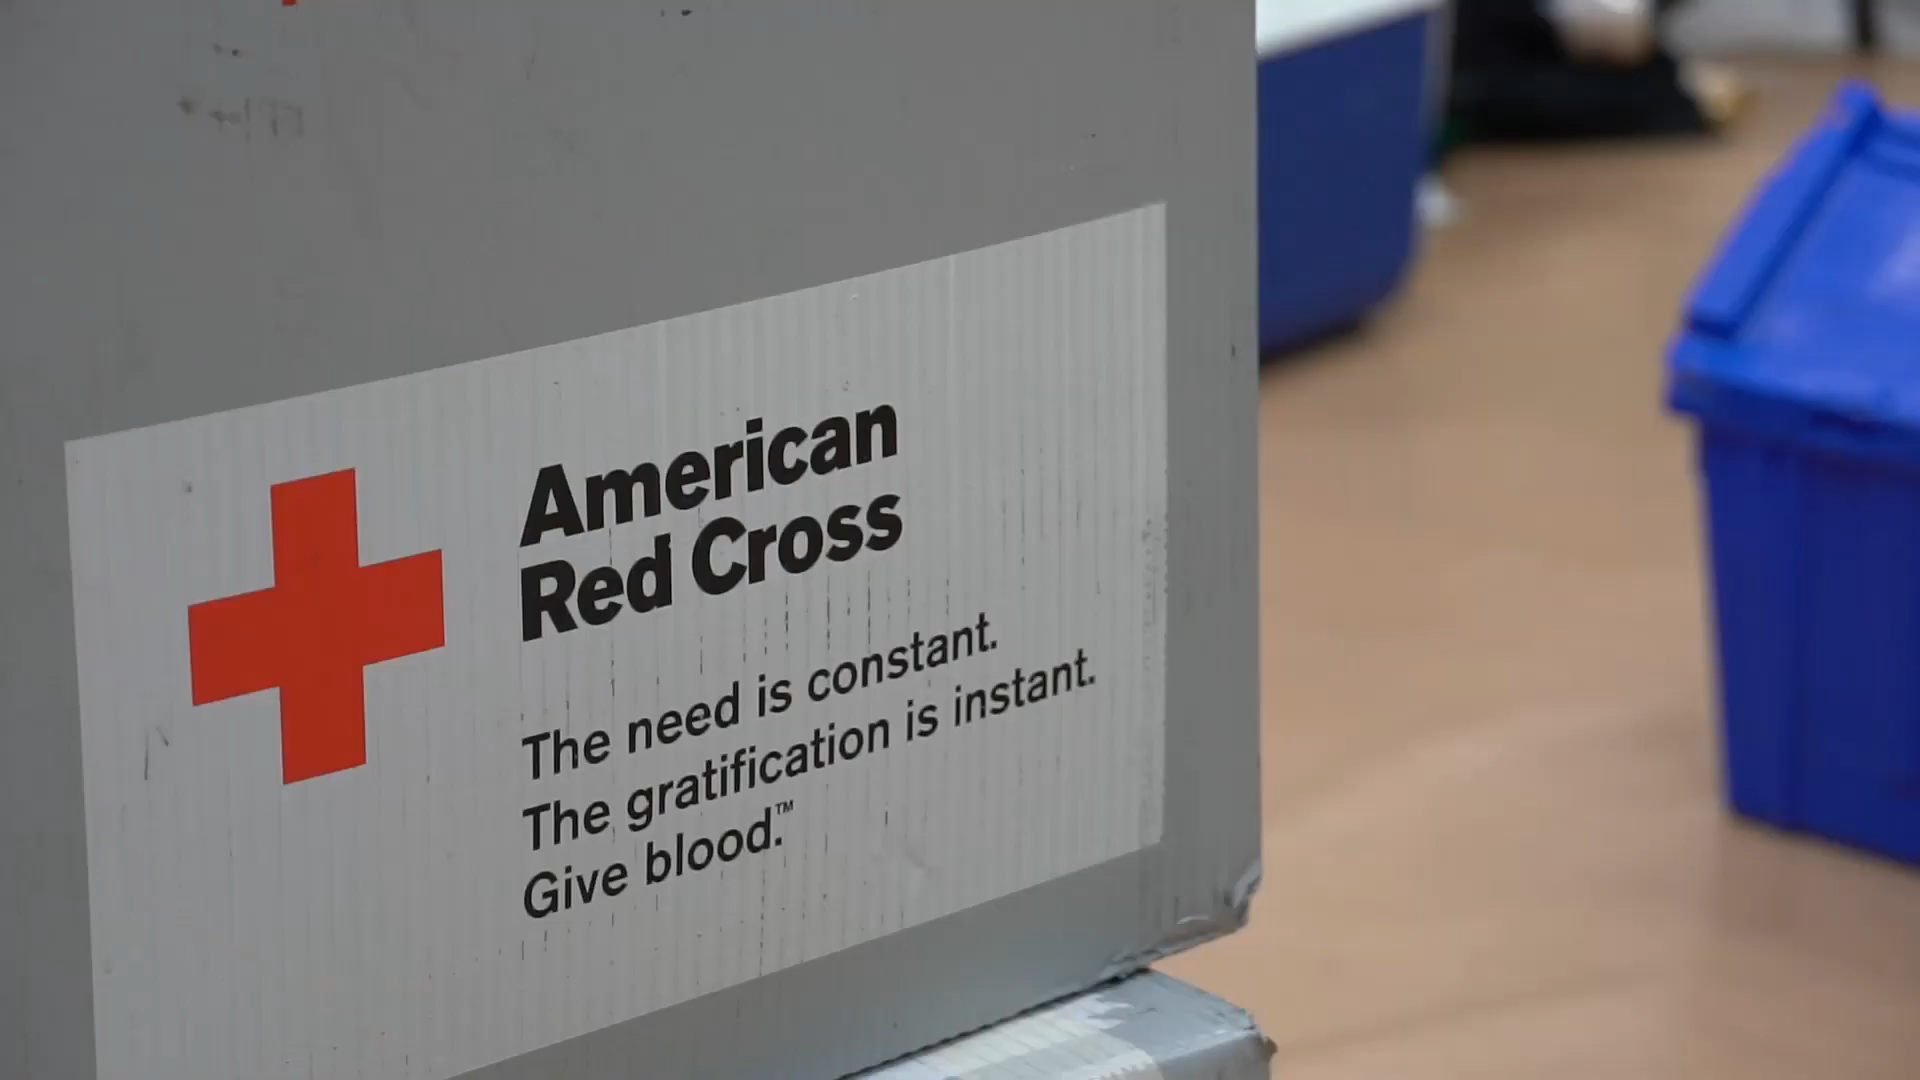 American
Red Cross
The need is constant.
The gratification is instant.
Give blood.™